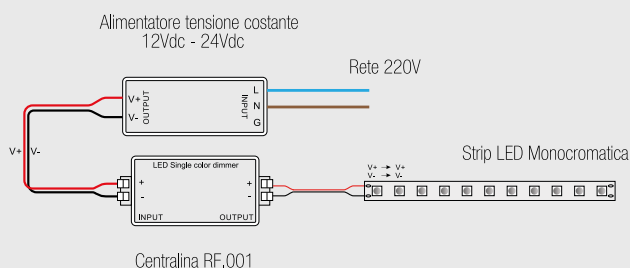 Alimentatore tensione costante
12Vdc - 24Vdc
Rete 220V
V+
V-
OUTPUT
INPUT
L
N
G
V+
V-
LED Single color dimmer
+
-
+
-
INPUT
OUTPUT
V+ → V+
V- → V-
Strip LED Monocromatica
Centralina RF.001